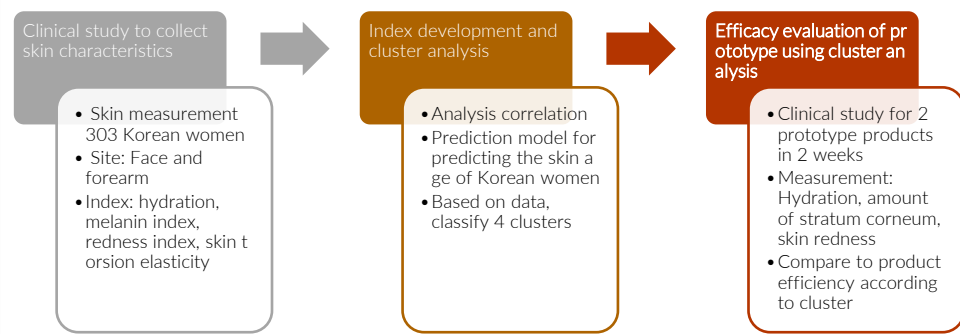 Clinical study to collect
skin characteristics
• Skin measurement
303 Korean women
• Site: Face and
forearm
• Index: hydration,
melanin index,
redness index, skin t
orsion elasticity
Index development and
cluster analysis
• Analysis correlation
• Prediction model for
predicting the skin a
ge of Korean women
• Based on data,
classify 4 clusters
Efficacy evaluation of pr
ototype using cluster an
alysis
• Clinical study for 2
prototype products
in 2 weeks
• Measurement:
Hydration, amount
of stratum corneum,
skin redness
• Compare to product
efficiency according
to cluster